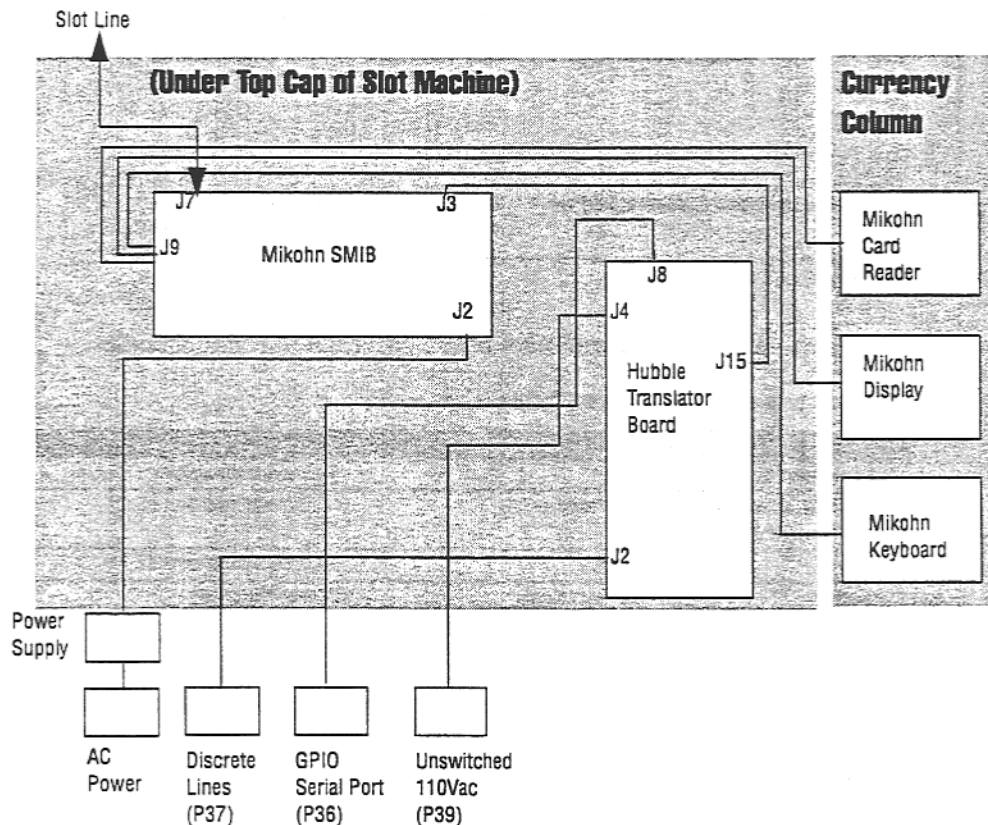 Slot Line
(Under Top Cap of Slot Machine)
Currency
Column
J7
J3
J9
Mikohn SMIB
J2
J8
J4
J15
Hubble
Translator
Board
J2
Mikohn
Card
Reader
Mikohn
Display
Mikohn
Keyboard
Power
Supply
AC
Power
Discrete
Lines
(P37)
GPIO
Serial Port
(P36)
Unswitched
110Vac
(P39)